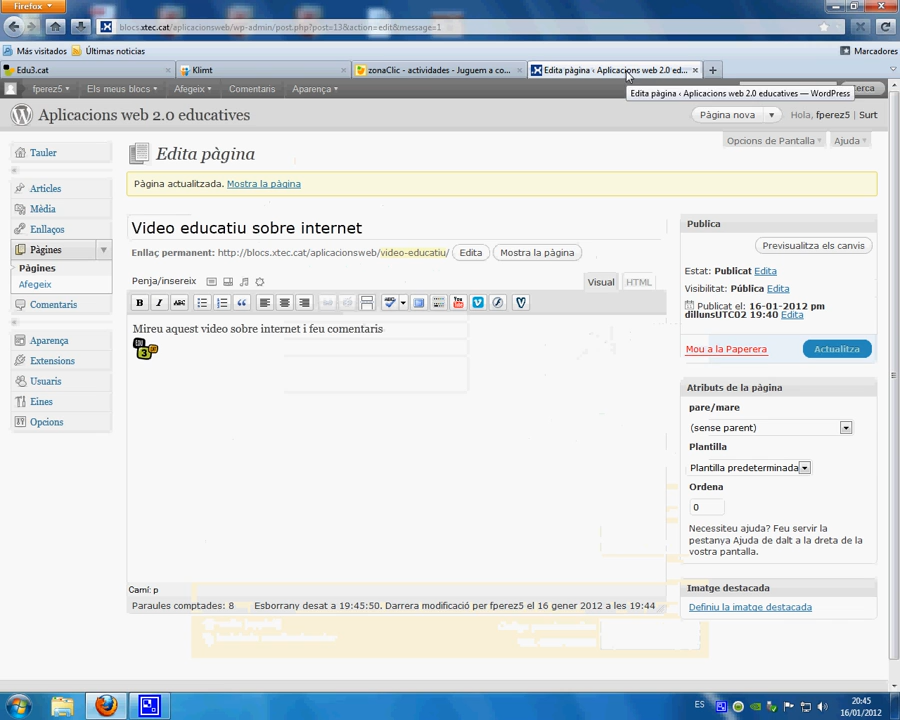 Firefox
blocs.xtec.cat/aplicacionsweb/wp-admin/post.php?post=13&action=edit&message=1
Más visitados
Últimas noticias
Marcadores
Edu3.cat
Klimt
zonaClic - actividades - Juguem a co...
Edita pàgina ‹ Aplicacions web 2.0 ed...
fperez5
Els meus blocs
Afegeix
Comentaris
Aparença
Edita pàgina ‹ Aplicacions web 2.0 educatives — WordPress
Cerca
Aplicacions web 2.0 educatives
Pàgina nova
Hola, fperez5 | Surt
Opcions de Pantalla
Ajuda
Tauler
Articles
Mèdia
Enllaços
Pàgines
Pàgines
Afegeix
Comentaris
Aparença
Extensions
Usuaris
Eines
Opcions
Edita pàgina
Pàgina actualitzada. Mostra la pàgina
Video educatiu sobre internet
Enllaç permanent: http://blocs.xtec.cat/aplicacionsweb/video-educatiu/
Edita
Mostra la pàgina
Penja/insereix
Visual
HTML
Mireu aquest video sobre internet i feu comentaris
Camí: p
Paraules comptades: 8
Esborrany desat a 19:45:50. Darrera modificació per fperez5 el 16 gener 2012 a les 19:44
Publica
Previsualitza els canvis
Estat: Publicat Edita
Visibilitat: Pública Edita
Publicat el: 16-01-2012 pm
dillunsUTC02 19:40 Edita
Mou a la Paperera
Actualitza
Atributs de la pàgina
pare/mare
(sense parent)
Plantilla
Plantilla predeterminada
Ordena
0
Necessiteu ajuda? Feu servir la
pestanya Ajuda de dalt a la dreta de la
vostra pantalla.
Imatge destacada
Definiu la imatge destacada
ES
20:45
16/01/2012